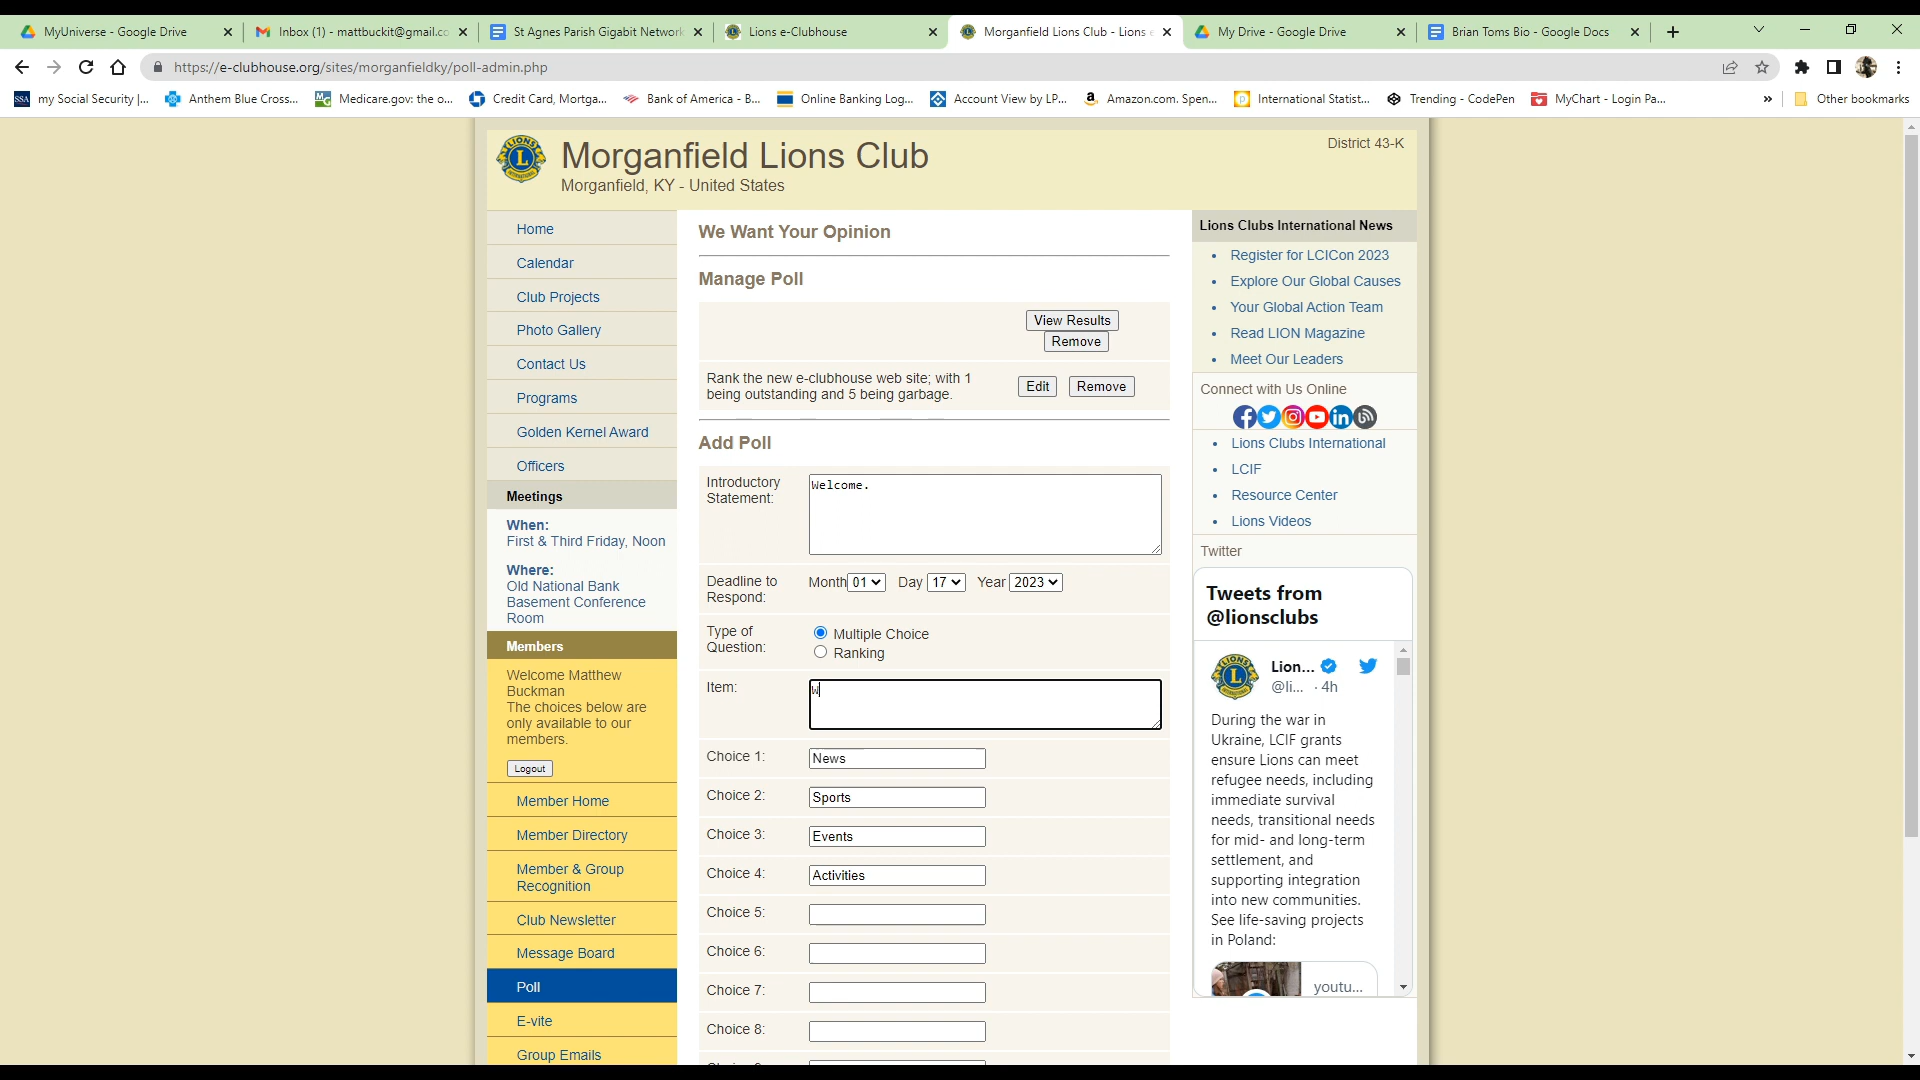 MyUniverse - Google Drive
Inbox (1) - mattbuckit@gmail.co
St Agnes Parish Gigabit Network
Lions e-Clubhouse
Morganfield Lions Club - Lions e
My Drive - Google Drive
Brian Toms Bio - Google Docs
https://e-clubhouse.org/sites/morganfieldky/poll-admin.php
my Social Security |...
Anthem Blue Cross...
Medicare.gov: the o...
Credit Card, Mortga...
Bank of America - B...
Online Banking Log...
Account View by LP...
Amazon.com. Spen...
International Statist...
Trending - CodePen
MyChart - Login Pa...
»
Other bookmarks
Morganfield Lions Club
Morganfield, KY - United States
District 43-K
Home
Calendar
Club Projects
Photo Gallery
Contact Us
Programs
Golden Kernel Award
Officers
Meetings
When:
First & Third Friday, Noon
Where:
Old National Bank
Basement Conference
Room
Members
Welcome Matthew
Buckman
The choices below are
only available to our
members.
Logout
Member Home
Member Directory
Member & Group
Recognition
Club Newsletter
Message Board
Poll
E-vite
Group Emails
We Want Your Opinion
Manage Poll
View Results
Remove
Rank the new e-clubhouse web site; with 1
being outstanding and 5 being garbage.
Edit
Remove
Add Poll
Introductory
Statement:
Welcome.
Deadline to
Respond:
Month 01 Day 17 Year 2023
Type of
Question:
Multiple Choice
Ranking
Item:
W
Choice 1: News
Choice 2: Sports
Choice 3: Events
Choice 4: Activities
Choice 5:
Choice 6:
Choice 7:
Choice 8:
Lions Clubs International News
Register for LCICon 2023
Explore Our Global Causes
Your Global Action Team
Read LION Magazine
Meet Our Leaders
Connect with Us Online
Lions Clubs International
LCIF
Resource Center
Lions Videos
Twitter
Tweets from
@lionsclubs
Lion...
@li... · 4h
During the war in
Ukraine, LCIF grants
ensure Lions can meet
refugee needs, including
immediate survival
needs, transitional needs
for mid- and long-term
settlement, and
supporting integration
into new communities.
See life-saving projects
in Poland:
youtu...